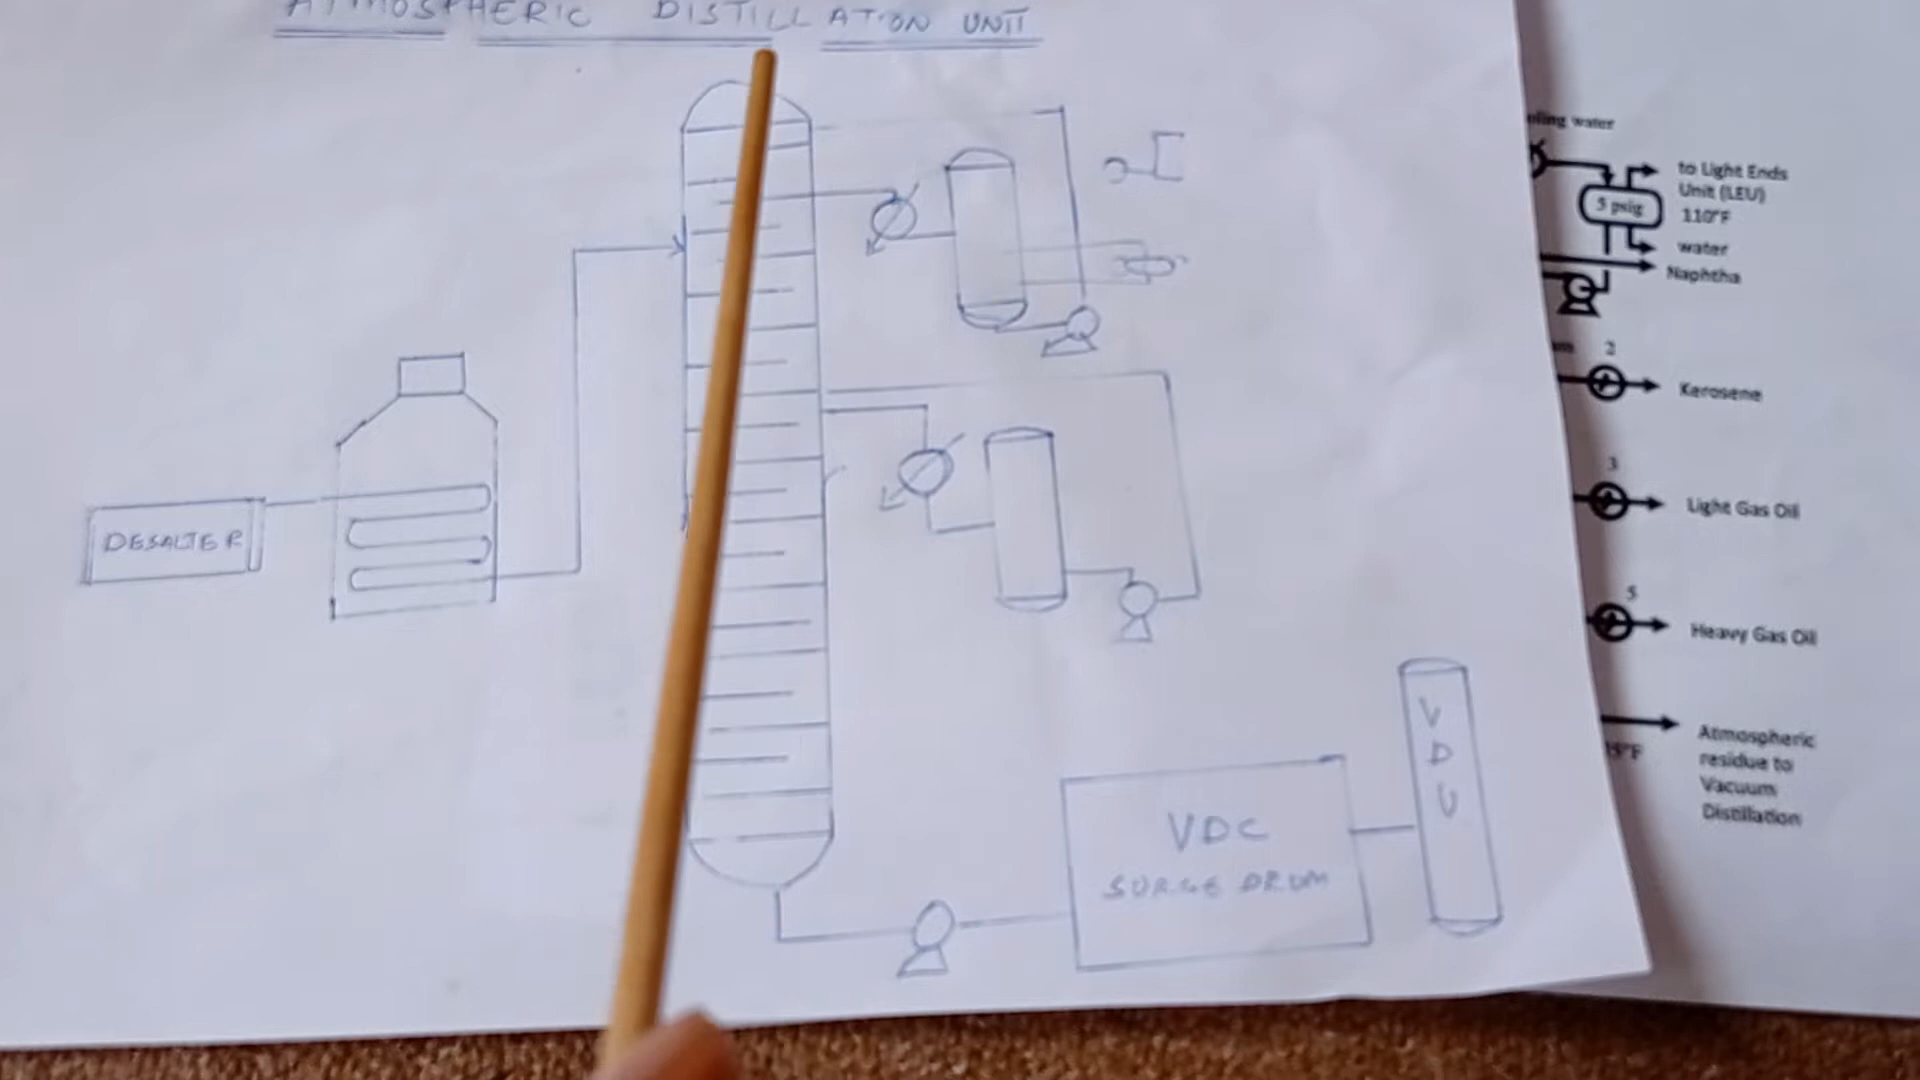 ATMOSPHERIC DISTILLATION UNIT
DESALTER
VDC
SURGE DRUM
V
D
U
water
to Light Ends
Unit (LEU)
5 psig
110°F
water
Naphtha
2
Kerosene
3
Light Gas Oil
5
Heavy Gas Oil
Atmospheric
residue to
Vacuum
Distillation